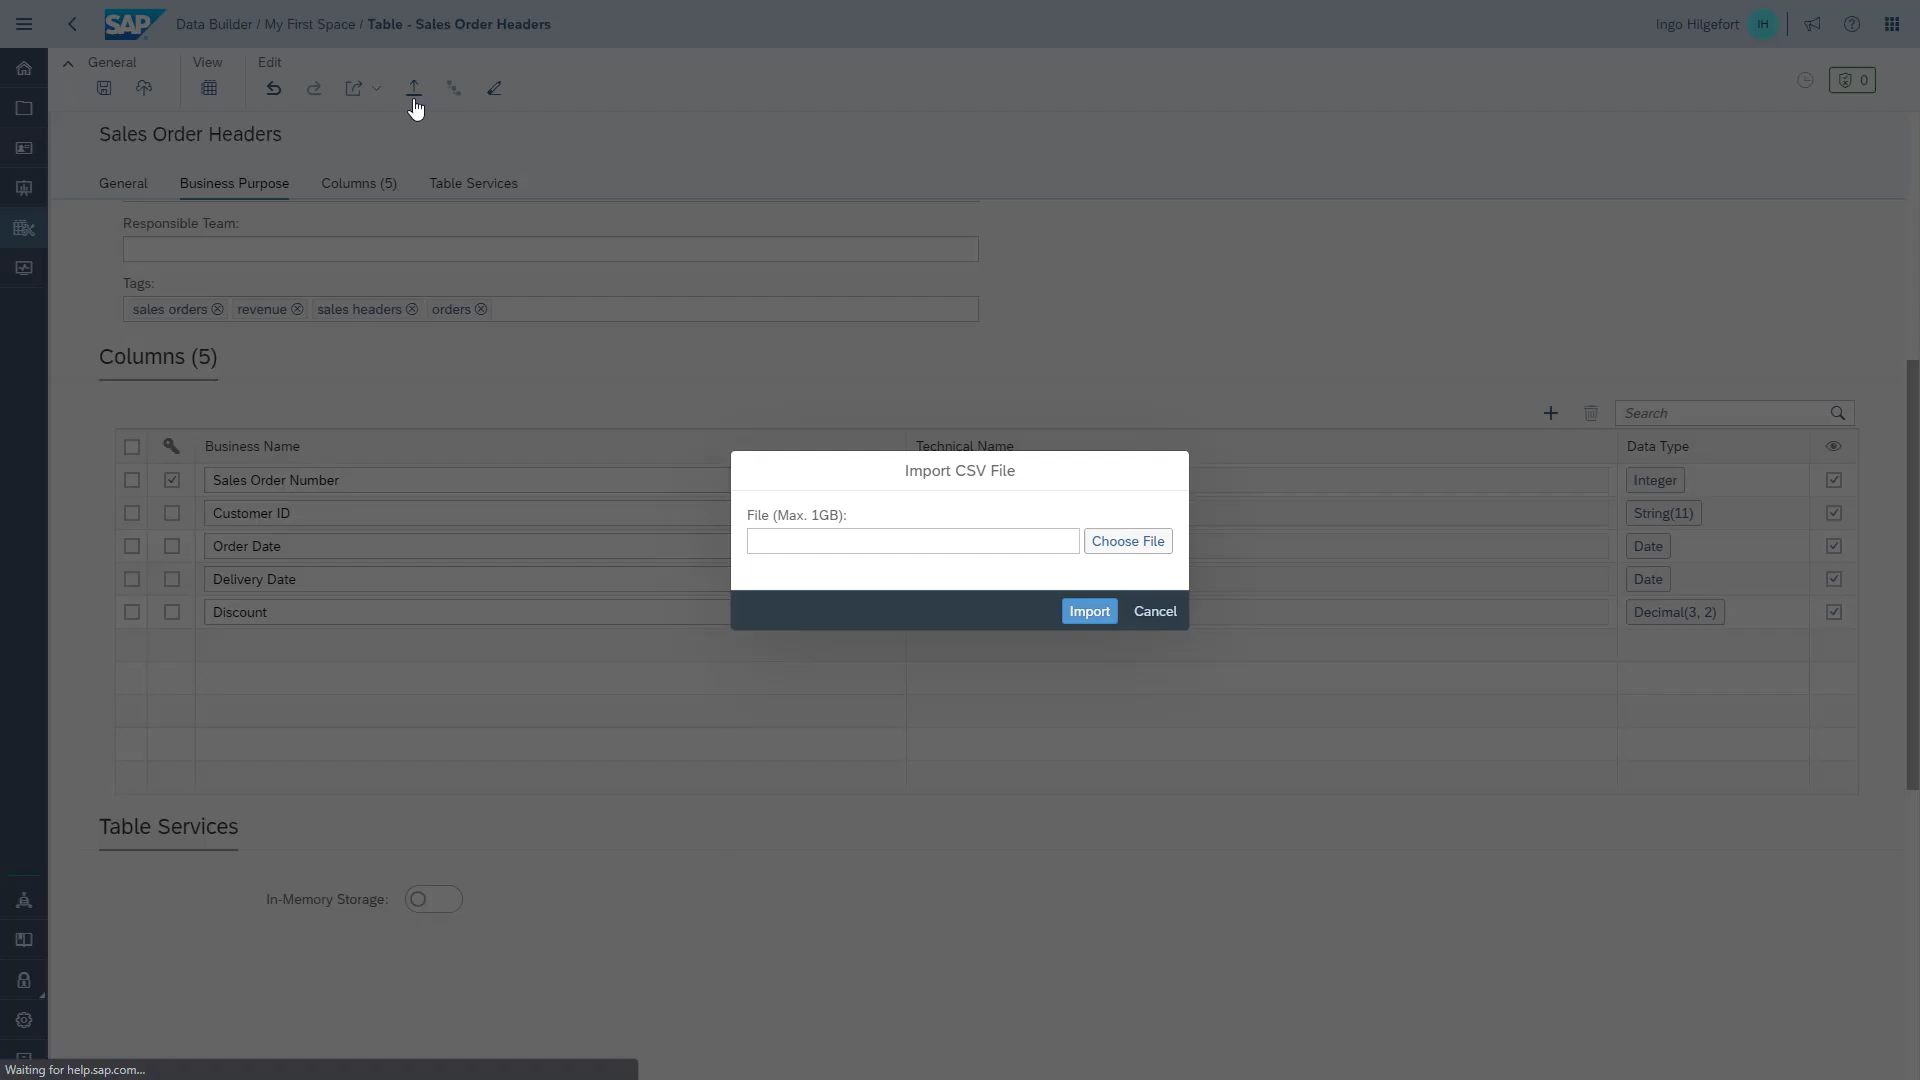 SAP Data Builder / My First Space / Table - Sales Order Headers Ingo Hilgefort IH
General View Edit
0
Sales Order Headers
General Business Purpose Columns (5) Table Services
Responsible Team:
Tags:
sales orders revenue sales headers orders
Columns (5)
Search
Business Name Technical Name Data Type
Sales Order Number Integer
Customer ID String(11)
Order Date Date
Delivery Date Date
Discount Decimal(3, 2)
Import CSV File
File (Max. 1GB):
Choose File
Import Cancel
Table Services
In-Memory Storage:
Waiting for help.sap.com...